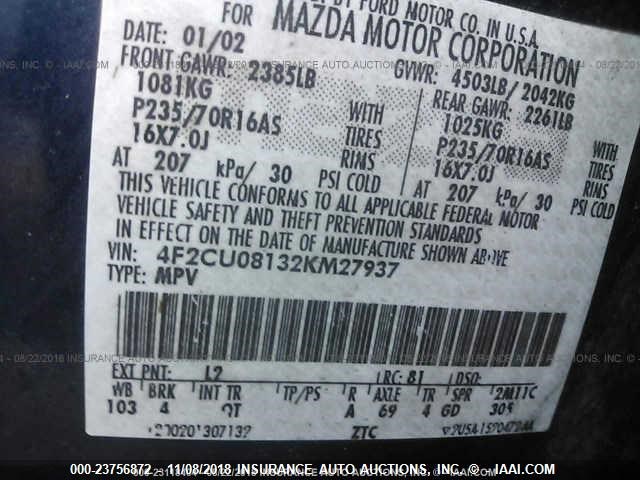 BY FORD MOTOR CO. IN U.S.A.
FOR MAZDA MOTOR CORPORATION
DATE: 01/02 GVWR: 4503LB/ 2042KG
FRONT GAWR: 2385LB REAR GAWR: 2261LB
1081KG WITH 1025KG WITH
P235/70R16AS TIRES P235/70R16AS TIRES
16X7.0J RIMS 16X7.0J RIMS
AT 207 kPa/ 30 PSI COLD AT 207 kPa/ 30 PSI COLD
THIS VEHICLE CONFORMS TO ALL APPLICABLE FEDERAL MOTOR
VEHICLE SAFETY AND THEFT PREVENTION STANDARDS
IN EFFECT ON THE DATE OF MANUFACTURE SHOWN ABOVE
VIN: 4F2CU08132KM27937
TYPE: MPV
EXT PNT: L2 RC: 81 DSO:
WB BRK INT TR TP/PS R AXLE TR SPR
103 4 QT A 69 4 GD 305
ZTC
000-23756872 11/08/2018 INSURANCE AUTO AUCTIONS, INC. © - IAAI.COM